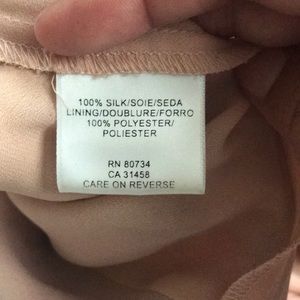 100% SILK/SOIE/SEDA
LINING/DOUBLURE/FORRO
100% POLYESTER/
POLIESTER
RN 80734
CA 31458
CARE ON REVERSE